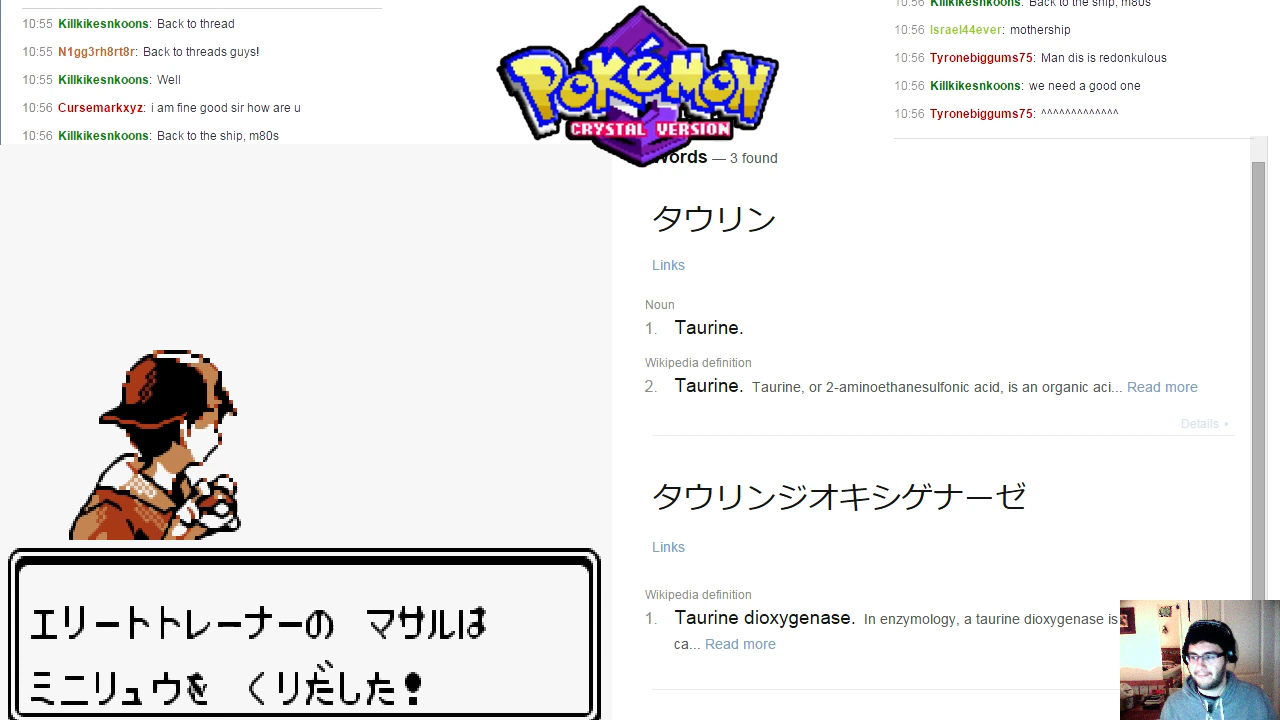 10:55 Killkikesnkoons: Back to thread
10:55 N1gg3rh8rt8r: Back to threads guys!
10:55 Killkikesnkoons: Well
10:56 Cursemarkxyz: i am fine good sir how are u
10:56 Killkikesnkoons: Back to the ship, m80s
POKéMON
CRYSTAL VERSION
10:56 Killkikesnkoons: Back to the ship, m80s
10:56 Israel44ever: mothership
10:56 Tyronebiggums75: Man dis is redonkulous
10:56 Killkikesnkoons: we need a good one
10:56 Tyronebiggums75: ^^^^^^^^^^^^^
Words — 3 found
タウリン
Links
Noun
1. Taurine.
Wikipedia definition
2. Taurine. Taurine, or 2-aminoethanesulfonic acid, is an organic aci... Read more
Details
タウリンジオキシゲナーゼ
Links
Wikipedia definition
1. Taurine dioxygenase. In enzymology, a taurine dioxygenase is
ca... Read more
エリートトレーナーの マサルは
ミニリュウを くりだした!